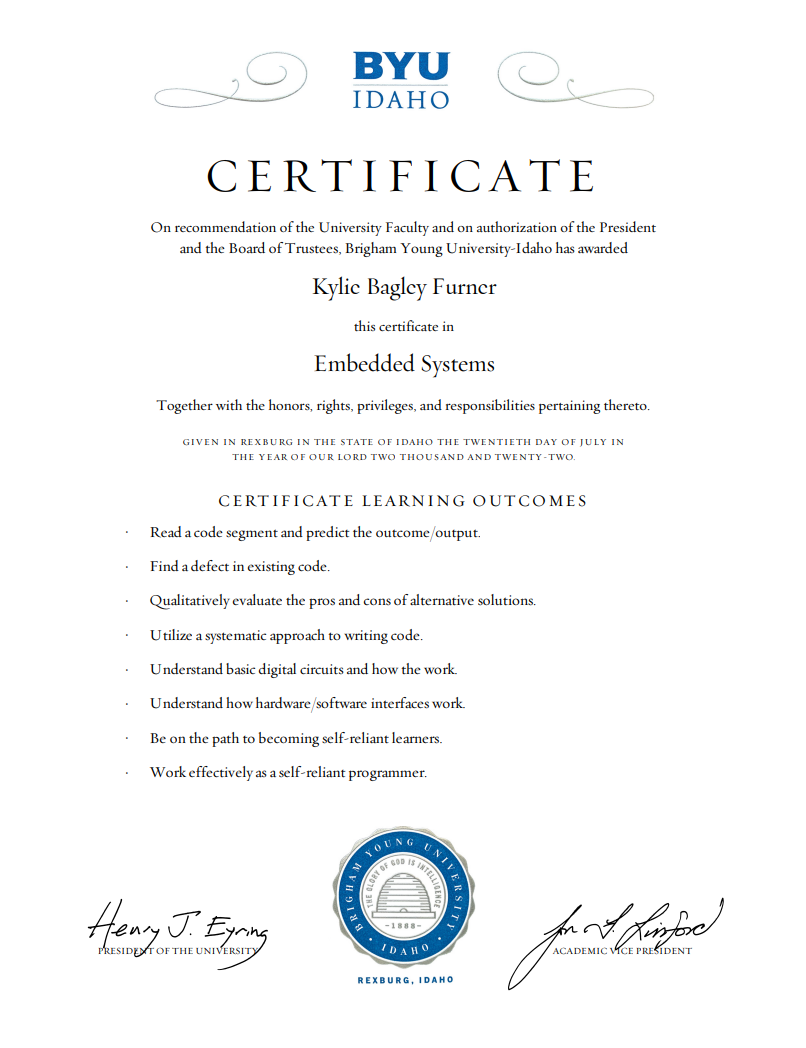 BYU
IDAHO
CERTIFICATE
On recommendation of the University Faculty and on authorization of the President
and the Board of Trustees, Brigham Young University-Idaho has awarded
Kylie Bagley Furner
this certificate in
Embedded Systems
Together with the honors, rights, privileges, and responsibilities pertaining thereto.
GIVEN IN REXBURG IN THE STATE OF IDAHO THE TWENTIETH DAY OF JULY IN
THE YEAR OF OUR LORD TWO THOUSAND AND TWENTY-TWO.
CERTIFICATE LEARNING OUTCOMES
· Read a code segment and predict the outcome/output.
· Find a defect in existing code.
· Qualitatively evaluate the pros and cons of alternative solutions.
· Utilize a systematic approach to writing code.
· Understand basic digital circuits and how the work.
· Understand how hardware/software interfaces work.
· Be on the path to becoming self-reliant learners.
· Work effectively as a self-reliant programmer.
BRIGHAM YOUNG UNIVERSITY
THE GLORY OF GOD IS INTELLIGENCE
-1888-
• IDAHO •
REXBURG, IDAHO
Henry J. Eyring
PRESIDENT OF THE UNIVERSITY
Jon L. Linford
ACADEMIC VICE PRESIDENT